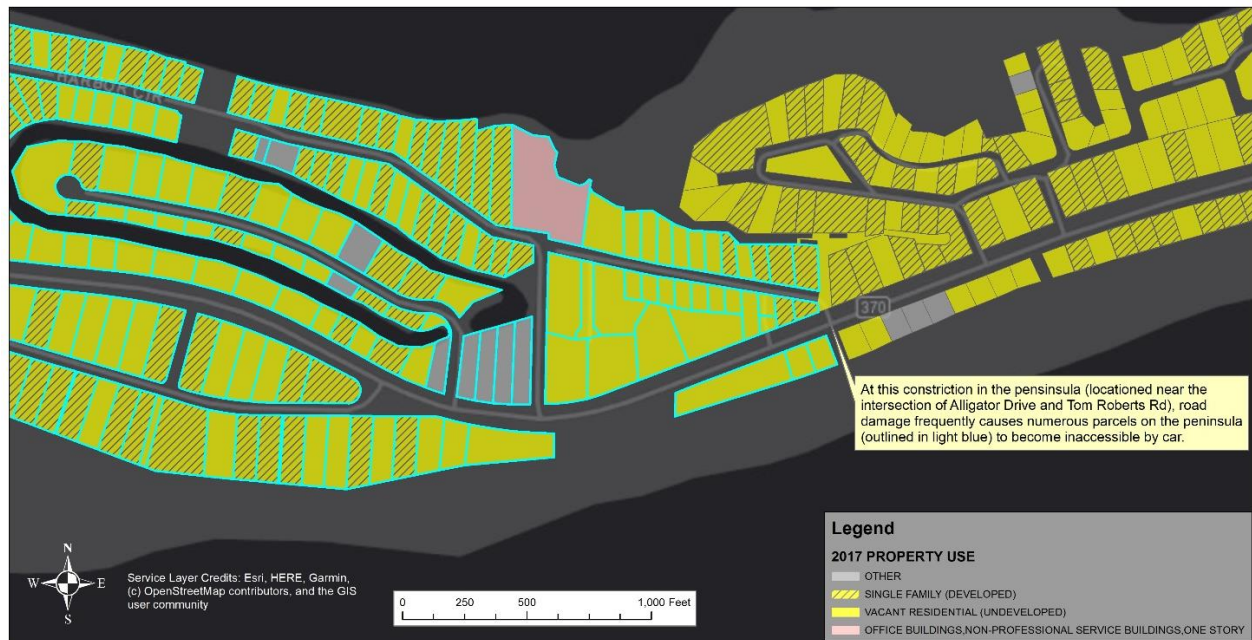 HARBOR CIR
370
At this constriction in the pensinsula (locationed near the
intersection of Alligator Drive and Tom Roberts Rd), road
damage frequently causes numerous parcels on the peninsula
(outlined in light blue) to become inaccessible by car.
N
W E
S
Service Layer Credits: Esri, HERE, Garmin,
(c) OpenStreetMap contributors, and the GIS
user community
0 250 500 1,000 Feet
Legend
2017 PROPERTY USE
OTHER
SINGLE FAMILY (DEVELOPED)
VACANT RESIDENTIAL (UNDEVELOPED)
OFFICE BUILDINGS,NON-PROFESSIONAL SERVICE BUILDINGS,ONE STORY